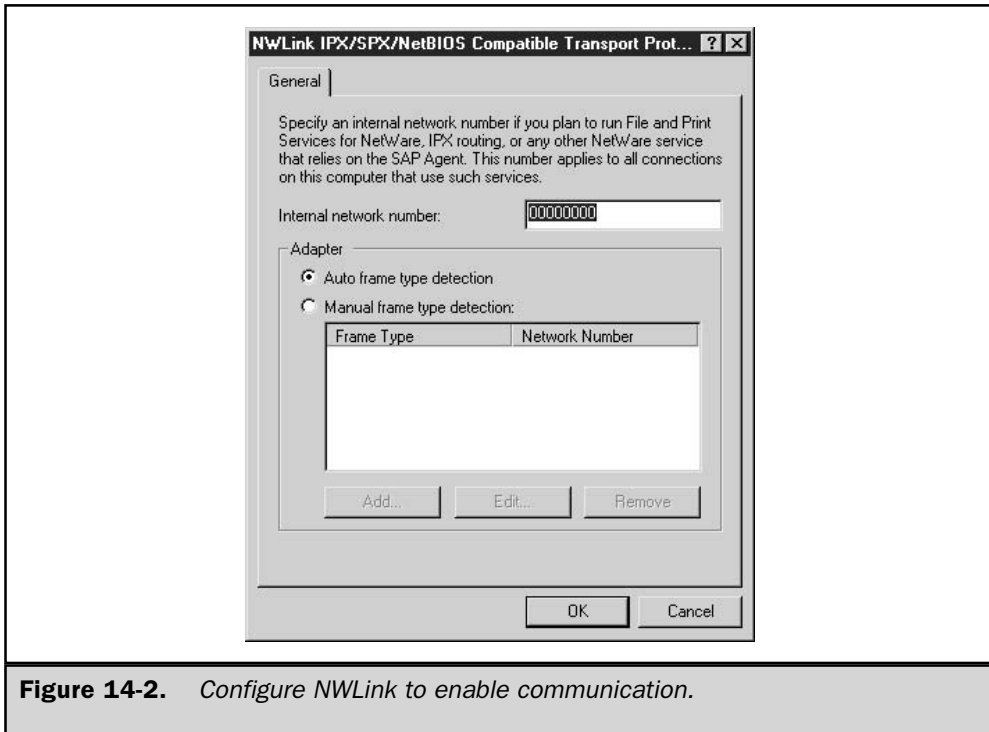 NWLink IPX/SPX/NetBIOS Compatible Transport Prot... ? X
General
Specify an internal network number if you plan to run File and Print
Services for NetWare, IPX routing, or any other NetWare service
that relies on the SAP Agent. This number applies to all connections
on this computer that use such services.
Internal network number: 00000000
Adapter
Auto frame type detection
Manual frame type detection:
Frame Type Network Number
Add... Edit... Remove
OK Cancel
Figure 14-2. Configure NWLink to enable communication.